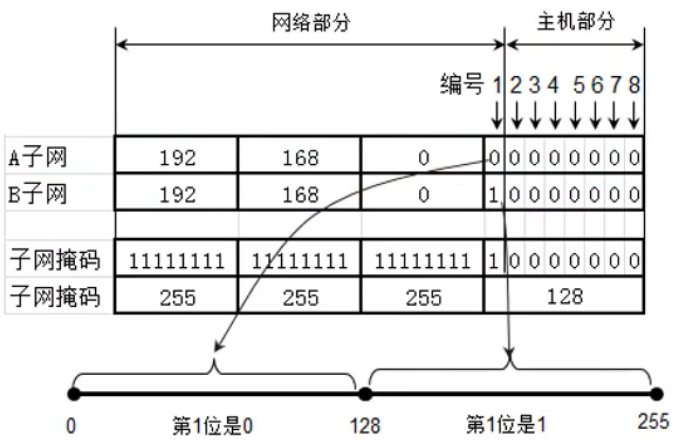 网络部分 主机部分
编号 1 2 3 4 5 6 7 8
A子网 192 168 0 0 0 0 0 0 0 0 0
B子网 192 168 0 1 0 0 0 0 0 0 0
子网掩码 11111111 11111111 11111111 1 0 0 0 0 0 0 0
子网掩码 255 255 255 128
0 第1位是0 128 第1位是1 255